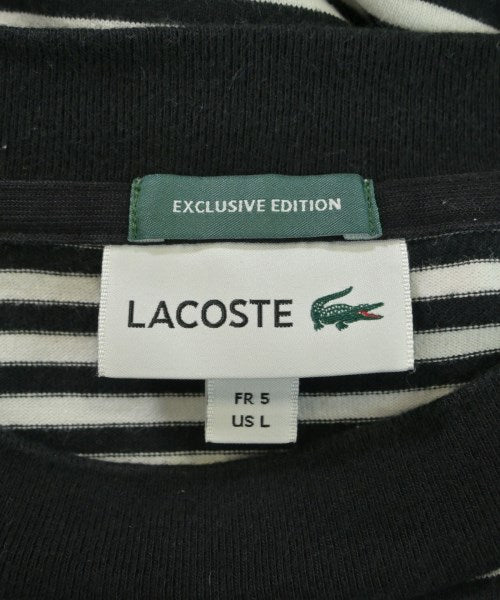 EXCLUSIVE EDITION
LACOSTE
FR 5
US L